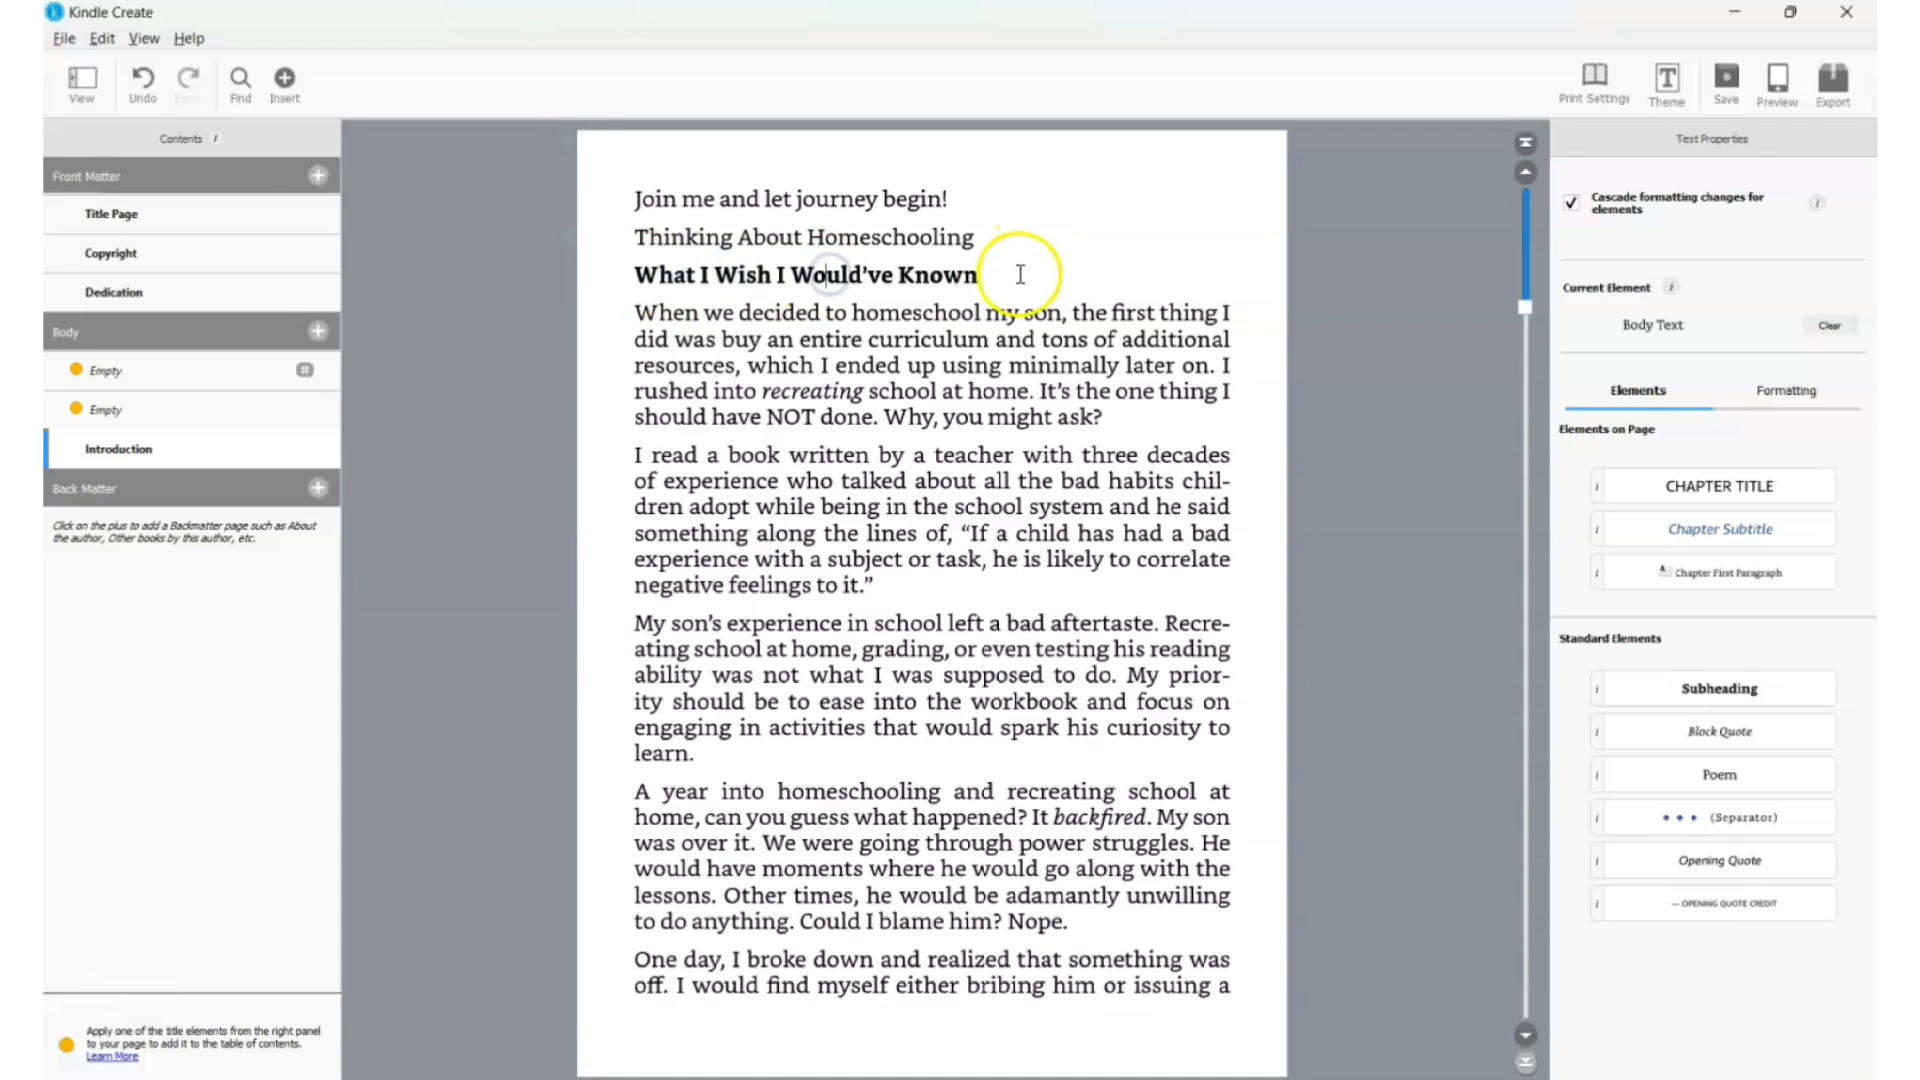 Kindle Create
File Edit View Help
View Undo Redo Find Insert Print Settings Theme Save Preview Export
Contents i
Front Matter
Title Page
Copyright
Dedication
Body
Empty
Empty
Introduction
Back Matter
Click on the plus to add a Backmatter page such as About
the author, Other books by this author, etc.
Apply one of the title elements from the right panel
to your page to add it to the table of contents.
Learn More
Join me and let journey begin!
Thinking About Homeschooling
What I Wish I Would’ve Known
When we decided to homeschool my son, the first thing I
did was buy an entire curriculum and tons of additional
resources, which I ended up using minimally later on. I
rushed into recreating school at home. It’s the one thing I
should have NOT done. Why, you might ask?
I read a book written by a teacher with three decades
of experience who talked about all the bad habits chil-
dren adopt while being in the school system and he said
something along the lines of, “If a child has had a bad
experience with a subject or task, he is likely to correlate
negative feelings to it.”
My son’s experience in school left a bad aftertaste. Recre-
ating school at home, grading, or even testing his reading
ability was not what I was supposed to do. My prior-
ity should be to ease into the workbook and focus on
engaging in activities that would spark his curiosity to
learn.
A year into homeschooling and recreating school at
home, can you guess what happened? It backfired. My son
was over it. We were going through power struggles. He
would have moments where he would go along with the
lessons. Other times, he would be adamantly unwilling
to do anything. Could I blame him? Nope.
One day, I broke down and realized that something was
off. I would find myself either bribing him or issuing a
Text Properties
Cascade formatting changes for
elements
i
Current Element i
Body Text Clear
Elements Formatting
Elements on Page
i CHAPTER TITLE
i Chapter Subtitle
i Chapter First Paragraph
Standard Elements
i Subheading
i Block Quote
i Poem
i (Separator)
i Opening Quote
i — OPENING QUOTE CREDIT